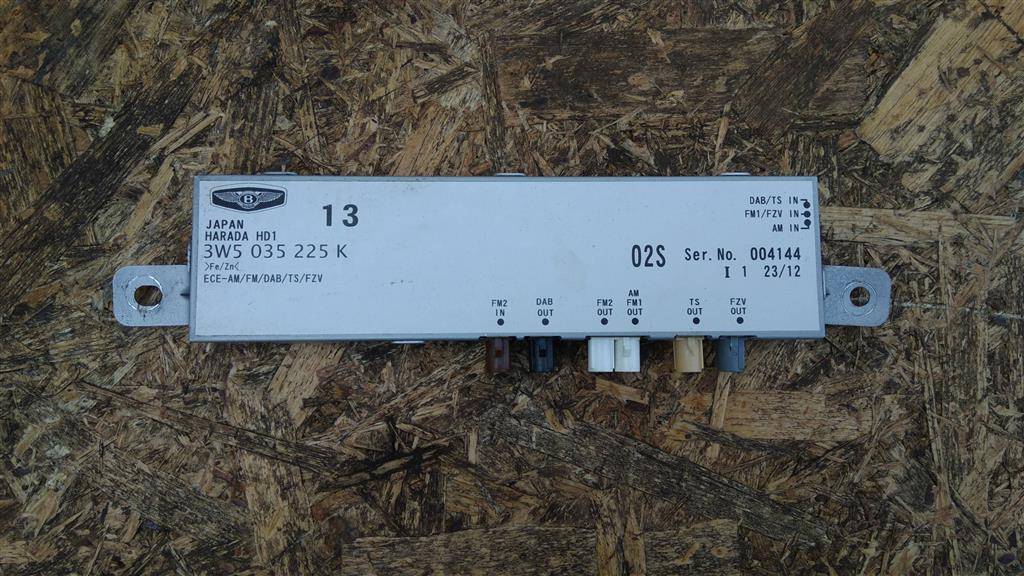 B
13
JAPAN
HARADA HD1
3W5 035 225 K
>Fe/Zn<
ECE-AM/FM/DAB/TS/FZV
DAB/TS IN
FM1/FZV IN
AM IN
02S
Ser. No. 004144
I 1 23/12
FM2 IN
DAB OUT
FM2 OUT
AM FM1 OUT
TS OUT
FZV OUT